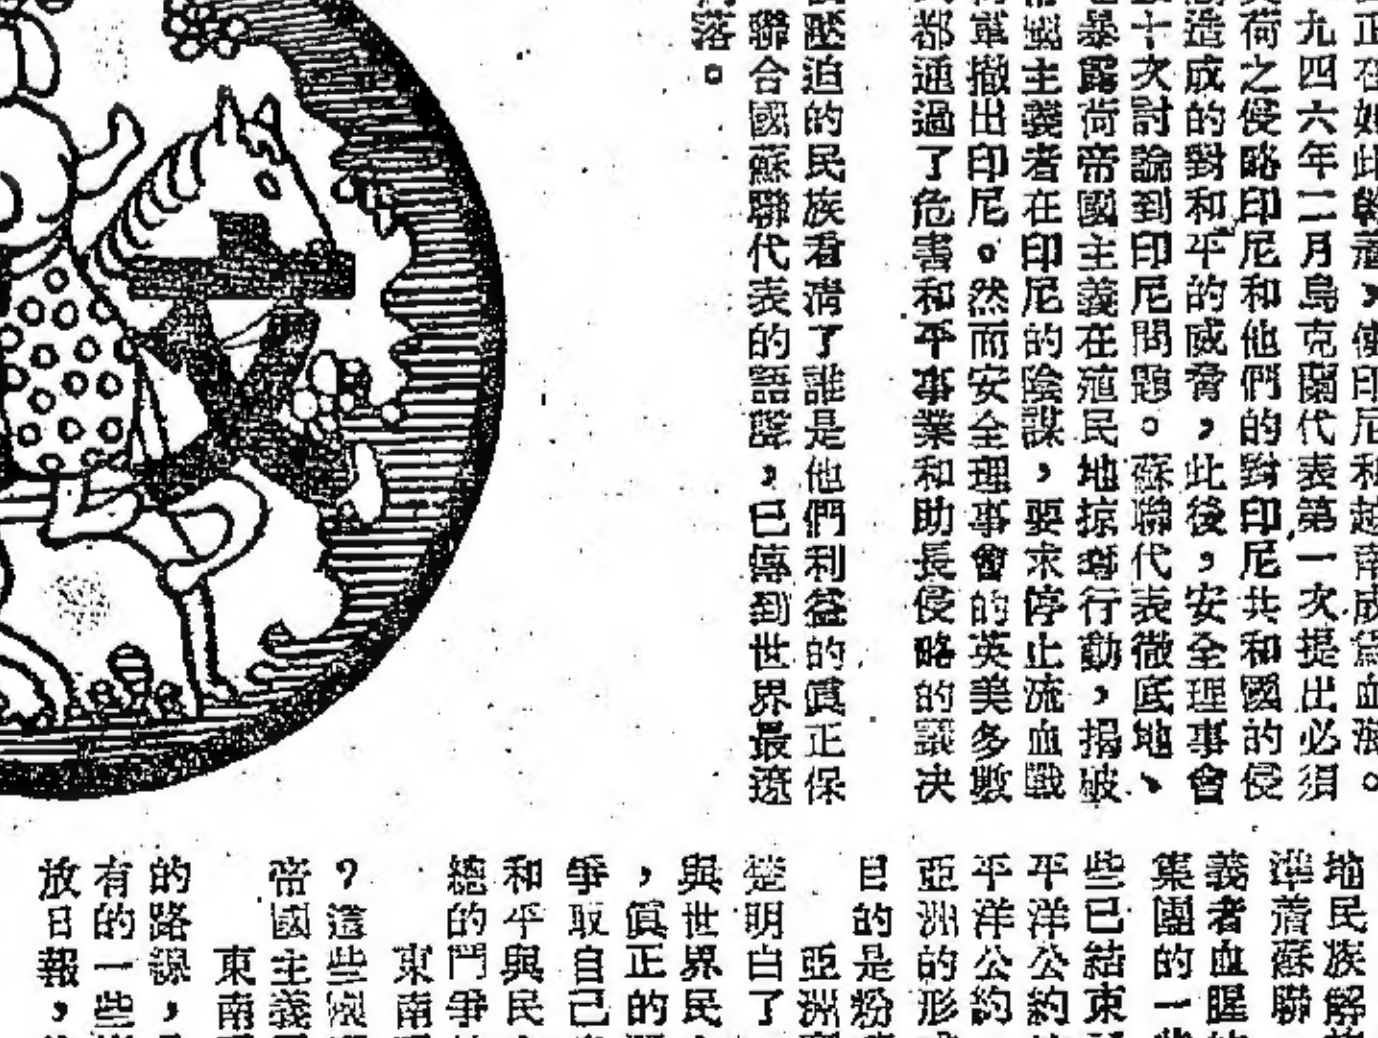 正在如此幹着，使印尼和越南成爲血海。
九四六年二月烏克蘭代表第一次提出必須
荷之侵略印尼和他們的對印尼共和國的侵
造成的對和平的威脅，此後，安全理事會
十次討論到印尼問題。蘇聯代表徹底地、
暴露荷帝國主義在殖民地掠奪行動，揭破
國主義者在印尼的陰謀，要求停止流血戰
軍撤出印尼。然而安全理事會的英美多數
都通過了危害和平事業和助長侵略的議决
壓迫的民族看清了誰是他們利益的眞正保
聯合國蘇聯代表的語聲，已傳到世界最遼
落。
地民族解
準着蘇聯
義者血腥
集團的一些
些已結束
平洋公約
平洋公約
亞洲的形
目的是粉
亞洲
楚明白了
與世界民
，眞正的
爭取自己
和平與民
總的鬥爭
東南
？這些
帝國主義
東南
的路線，
有的一些
放日報，